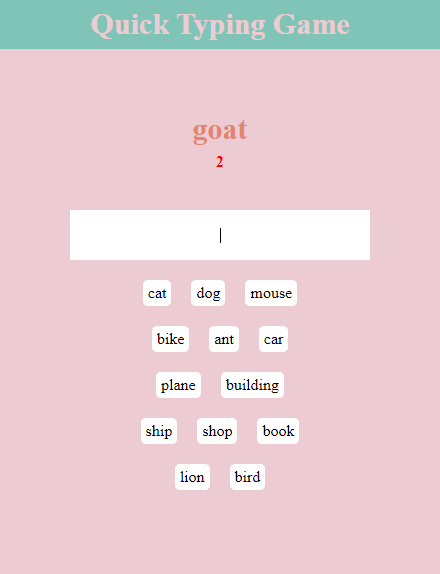 Quick Typing Game
goat
2
cat dog mouse
bike ant car
plane building
ship shop book
lion bird